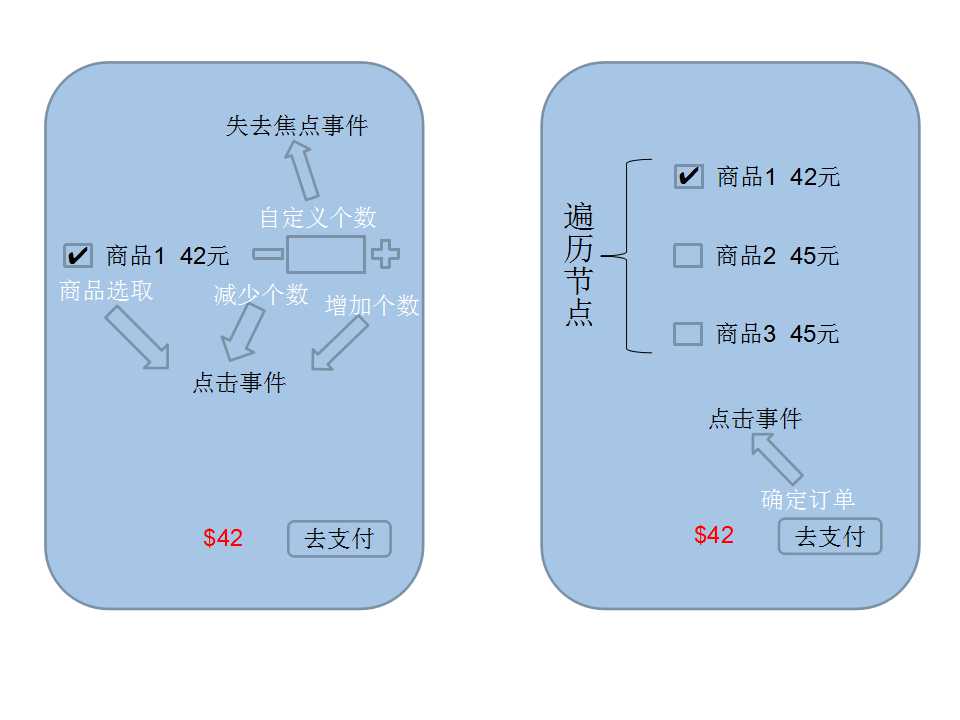 失去焦点事件
自定义个数
商品1 42元
商品选取
减少个数
增加个数
点击事件
$42
去支付
遍历节点
商品1 42元
商品2 45元
商品3 45元
点击事件
确定订单
$42
去支付